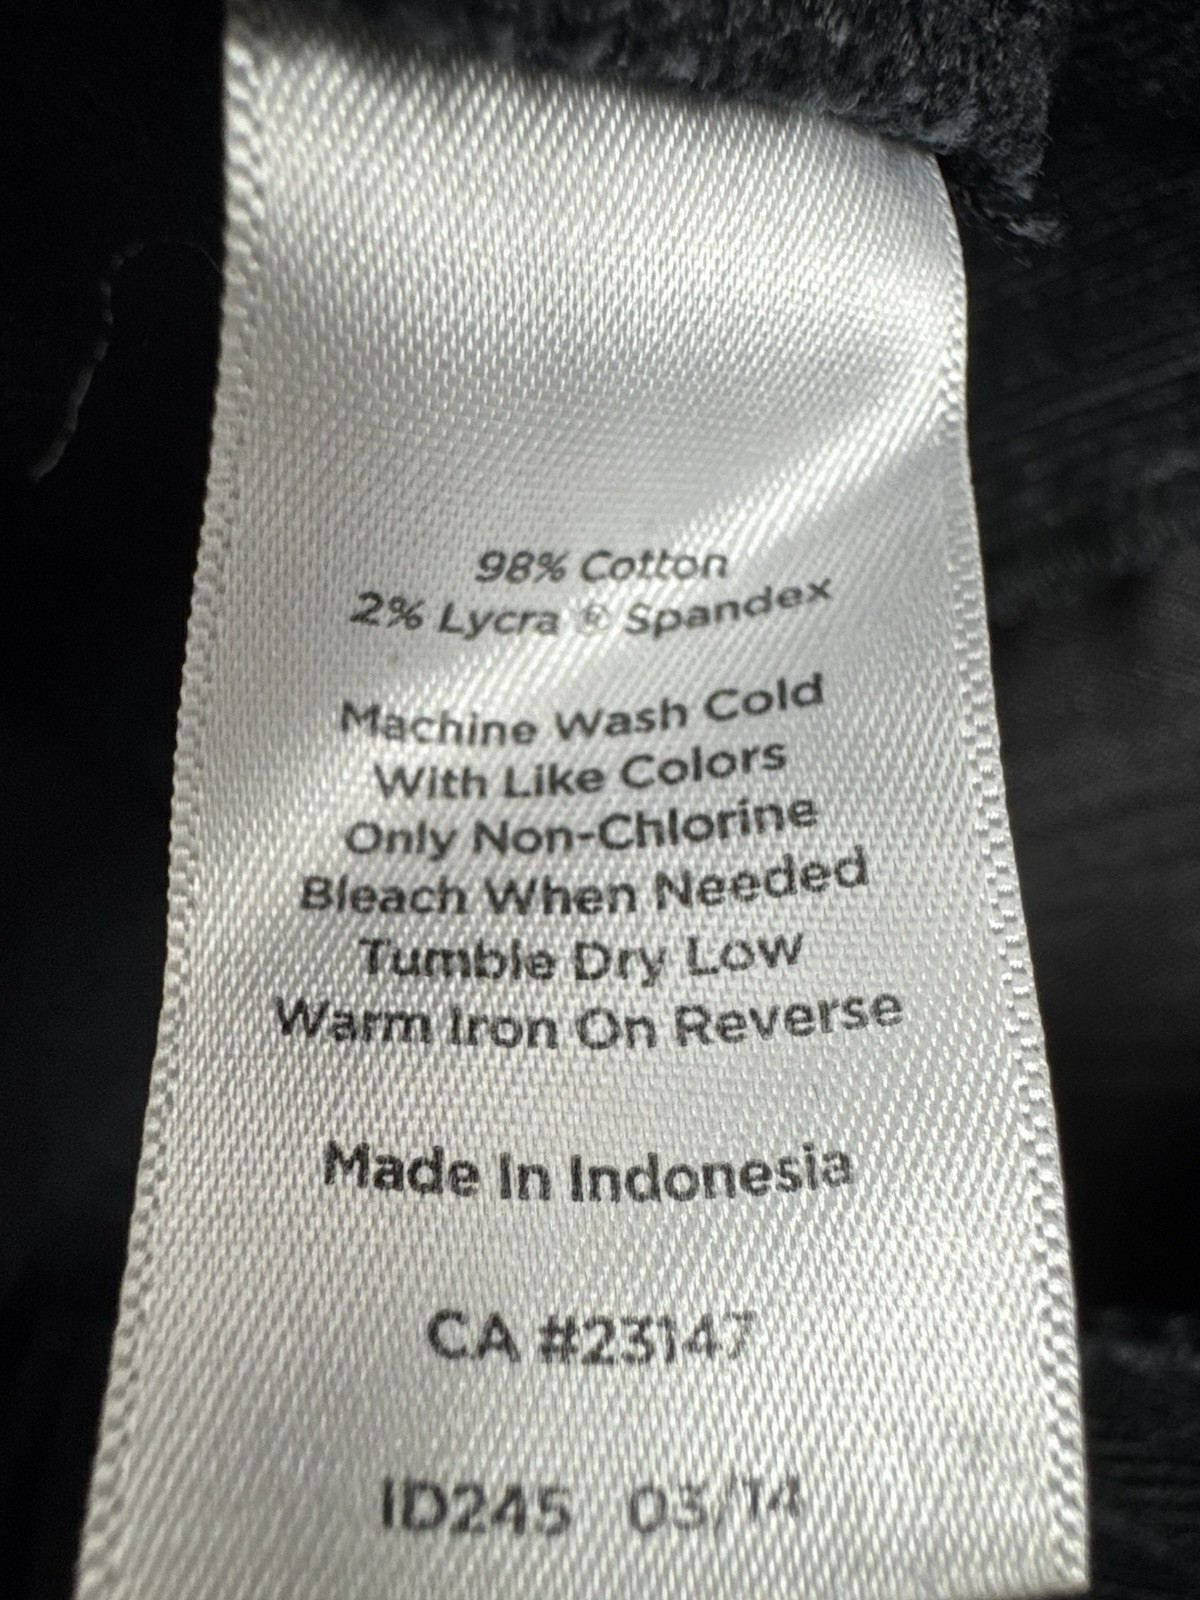 98% Cotton
2% Lycra ® Spandex
Machine Wash Cold
With Like Colors
Only Non-Chlorine
Bleach When Needed
Tumble Dry Low
Warm Iron On Reverse
Made In Indonesia
CA #23147
ID245 03/14